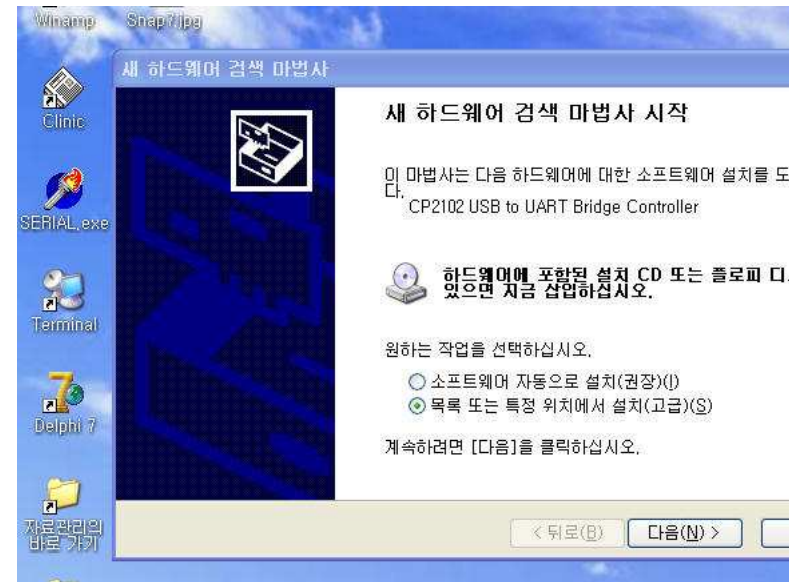 Winamp
Snap7.jpg
새 하드웨어 검색 마법사
Clinic
새 하드웨어 검색 마법사 시작
이 마법사는 다음 하드웨어에 대한 소프트웨어 설치를 도
다.
CP2102 USB to UART Bridge Controller
SERIAL.exe
하드웨어에 포함된 설치 CD 또는 플로피 디
있으면 지금 삽입하십시오.
Terminal
원하는 작업을 선택하십시오.
소프트웨어 자동으로 설치(권장)(I)
목록 또는 특정 위치에서 설치(고급)(S)
Delphi 7
계속하려면 [다음]을 클릭하십시오.
자료관리의
바로 가기
< 뒤로(B)
다음(N) >